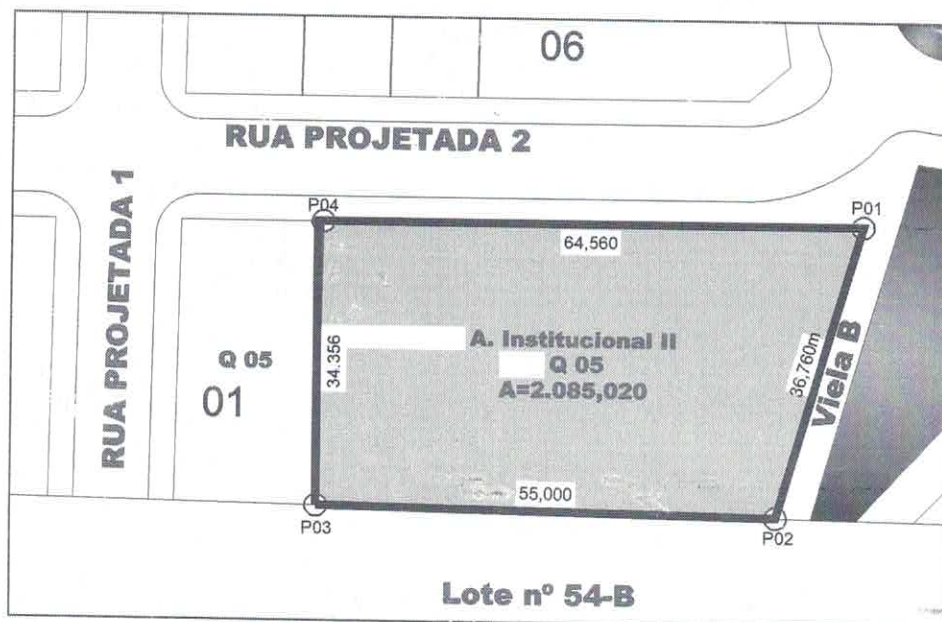 06
RUA PROJETADA 2
RUA PROJETADA 1
P04
P01
64,560
34.356
A. Institucional II
Q 05
A=2.085,020
Q 05
01
36,760m
Viela B
55,000
P03
P02
Lote nº 54-B